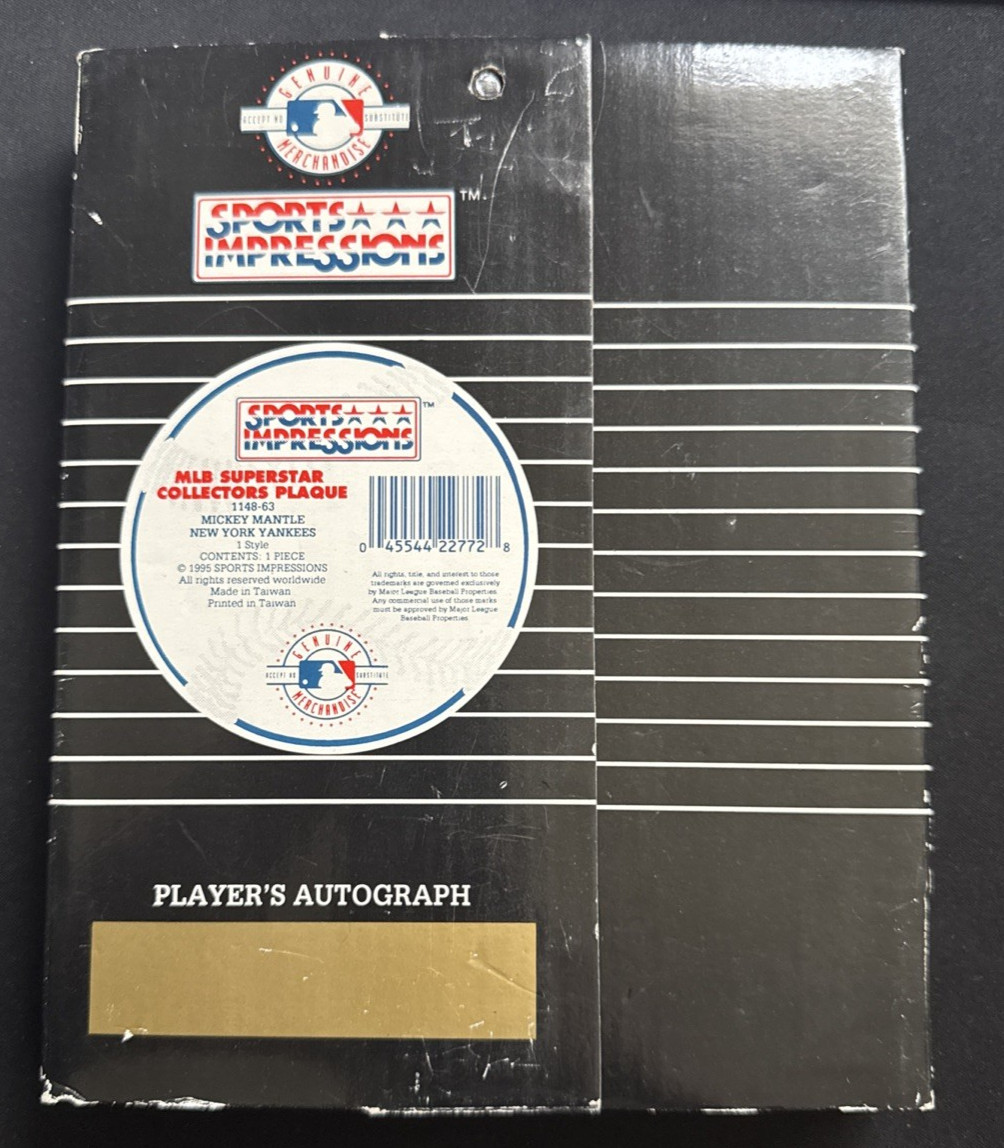 GENUINE
ACCEPT NO SUBSTITUTE
MERCHANDISE
SPORTS
IMPRESSIONS
TM
SPORTS
IMPRESSIONS
TM
MLB SUPERSTAR
COLLECTORS PLAQUE
1148-63
MICKEY MANTLE
NEW YORK YANKEES
1 Style
CONTENTS: 1 PIECE
© 1995 SPORTS IMPRESSIONS
All rights reserved worldwide
Made in Taiwan
Printed in Taiwan
0 45544 22772 8
All rights, title, and interest to those
trademarks are governed exclusively
by Major League Baseball Properties.
Any commercial use of those marks
must be approved by Major League
Baseball Properties.
GENUINE
ACCEPT NO SUBSTITUTE
MERCHANDISE
PLAYER'S AUTOGRAPH